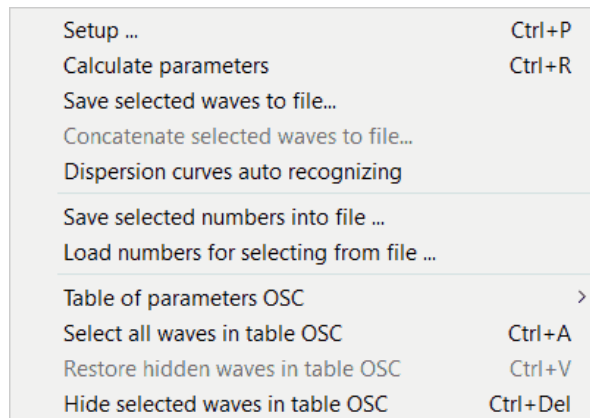 Setup ... Ctrl+P
Calculate parameters Ctrl+R
Save selected waves to file...
Concatenate selected waves to file...
Dispersion curves auto recognizing
Save selected numbers into file ...
Load numbers for selecting from file ...
Table of parameters OSC >
Select all waves in table OSC Ctrl+A
Restore hidden waves in table OSC Ctrl+V
Hide selected waves in table OSC Ctrl+Del